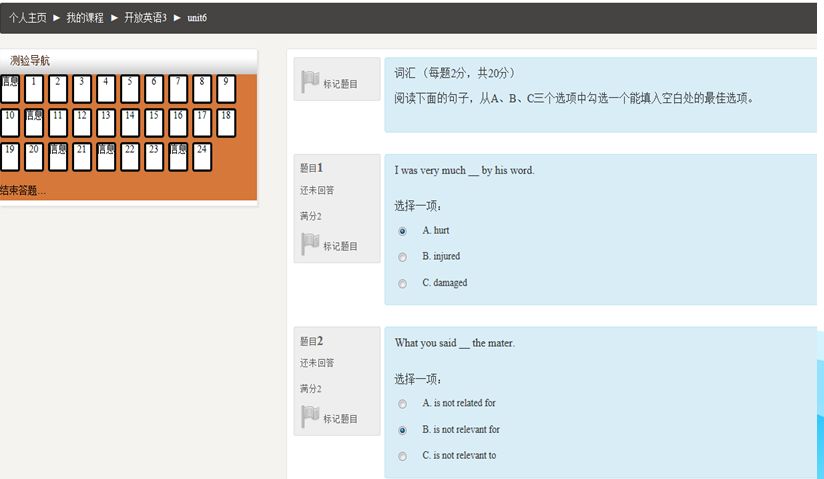 个人主页 ► 我的课程 ► 开放英语3 ► unit6
测验导航
信息 1 2 3 4 5 6 7 8 9
10 信息 11 12 13 14 15 16 17 18
19 20 信息 21 信息 22 23 信息 24
结束答题…
标记题目
词汇 （每题2分，共20分）
阅读下面的句子，从A、B、C三个选项中勾选一个能填入空白处的最佳选项。
题目1
还未回答
满分2
标记题目
I was very much __ by his word.
选择一项：
A. hurt
B. injured
C. damaged
题目2
还未回答
满分2
标记题目
What you said __ the mater.
选择一项：
A. is not related for
B. is not relevant for
C. is not relevant to